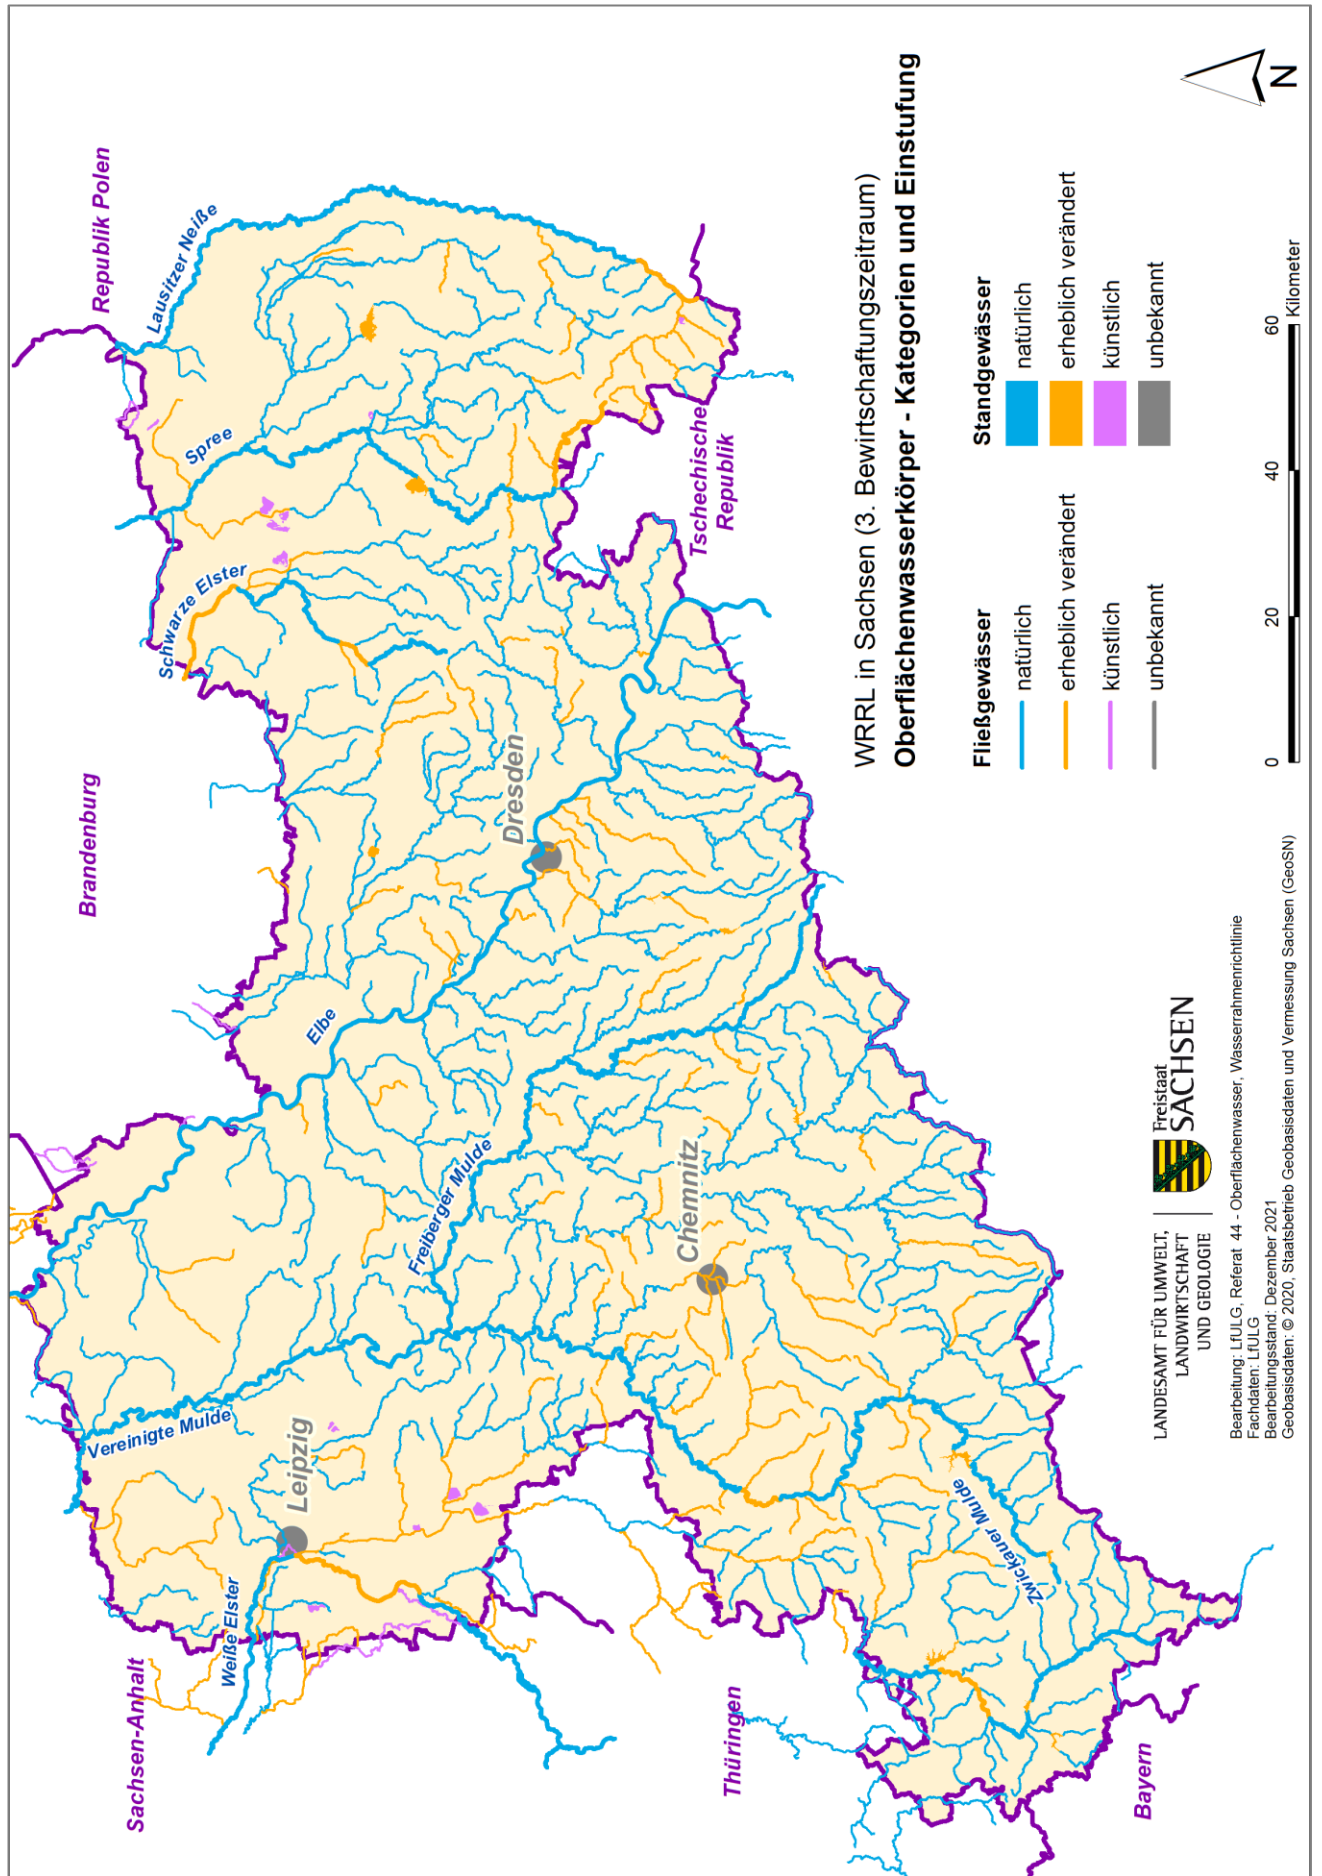 Republik Polen
Lausitzer Neiße
Spree
Schwarze Elster
Brandenburg
Tschechische
Republik
Dresden
Elbe
Freiberger Mulde
Chemnitz
Vereinigte Mulde
Leipzig
Weiße Elster
Zwickauer Mulde
Sachsen-Anhalt
Thüringen
Bayern
WRRL in Sachsen (3. Bewirtschaftungszeitraum)
Oberflächenwasserkörper - Kategorien und Einstufung
Fließgewässer
natürlich
erheblich verändert
künstlich
unbekannt
Standgewässer
natürlich
erheblich verändert
künstlich
unbekannt
0 20 40 60
Kilometer
N
LANDESAMT FÜR UMWELT,
LANDWIRTSCHAFT
UND GEOLOGIE
Freistaat
SACHSEN
Bearbeitung: LfULG, Referat 44 - Oberflächenwasser, Wasserrahmenrichtlinie
Fachdaten: LfULG
Bearbeitungsstand: Dezember 2021
Geobasisdaten: © 2020, Staatsbetrieb Geobasisdaten und Vermessung Sachsen (GeoSN)